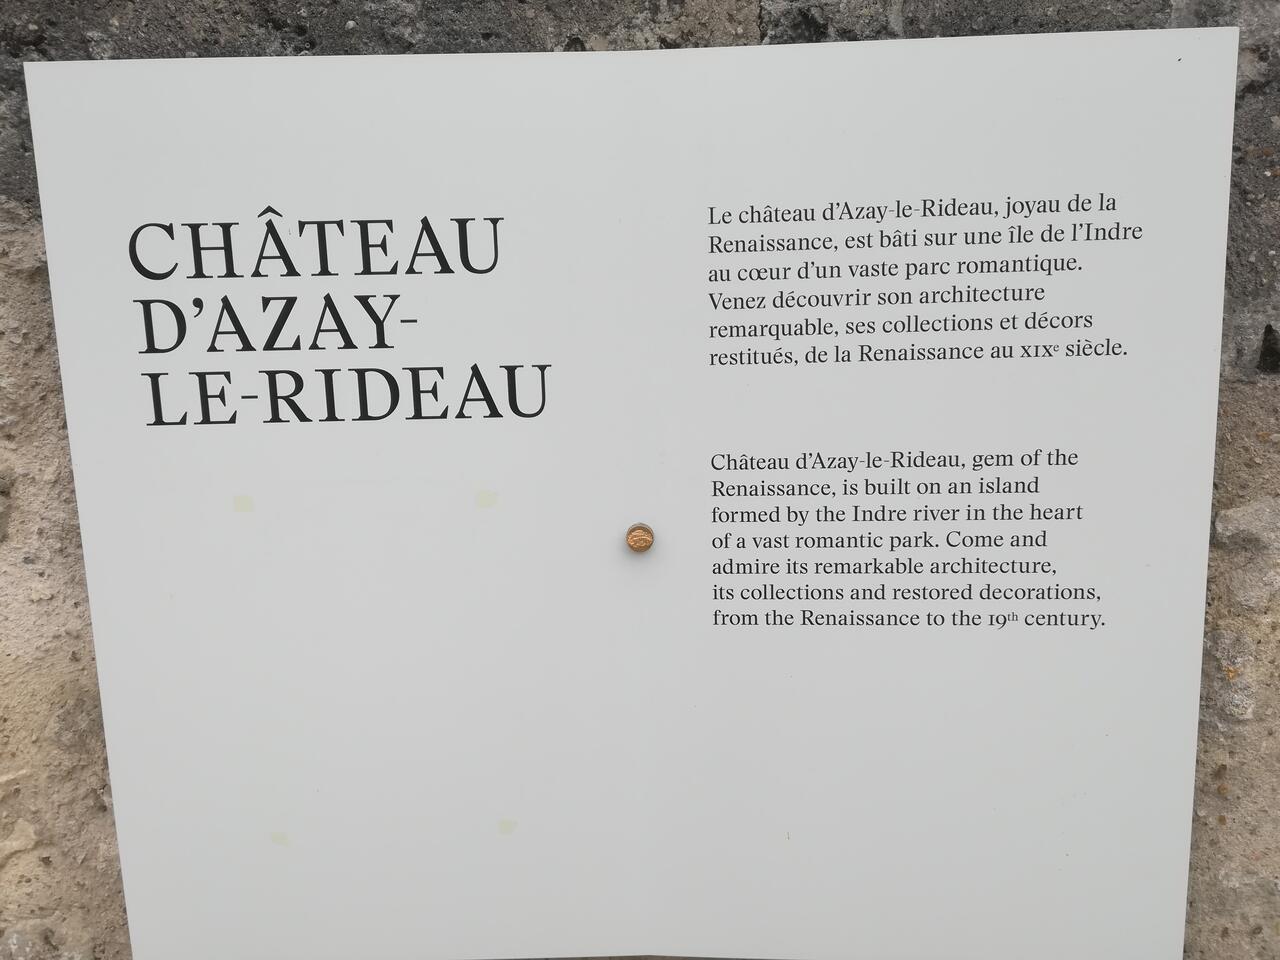 CHÂTEAU
D’AZAY-
LE-RIDEAU
Le château d’Azay-le-Rideau, joyau de la
Renaissance, est bâti sur une île de l’Indre
au cœur d’un vaste parc romantique.
Venez découvrir son architecture
remarquable, ses collections et décors
restitués, de la Renaissance au XIXᵉ siècle.
Château d’Azay-le-Rideau, gem of the
Renaissance, is built on an island
formed by the Indre river in the heart
of a vast romantic park. Come and
admire its remarkable architecture,
its collections and restored decorations,
from the Renaissance to the 19ᵗʰ century.